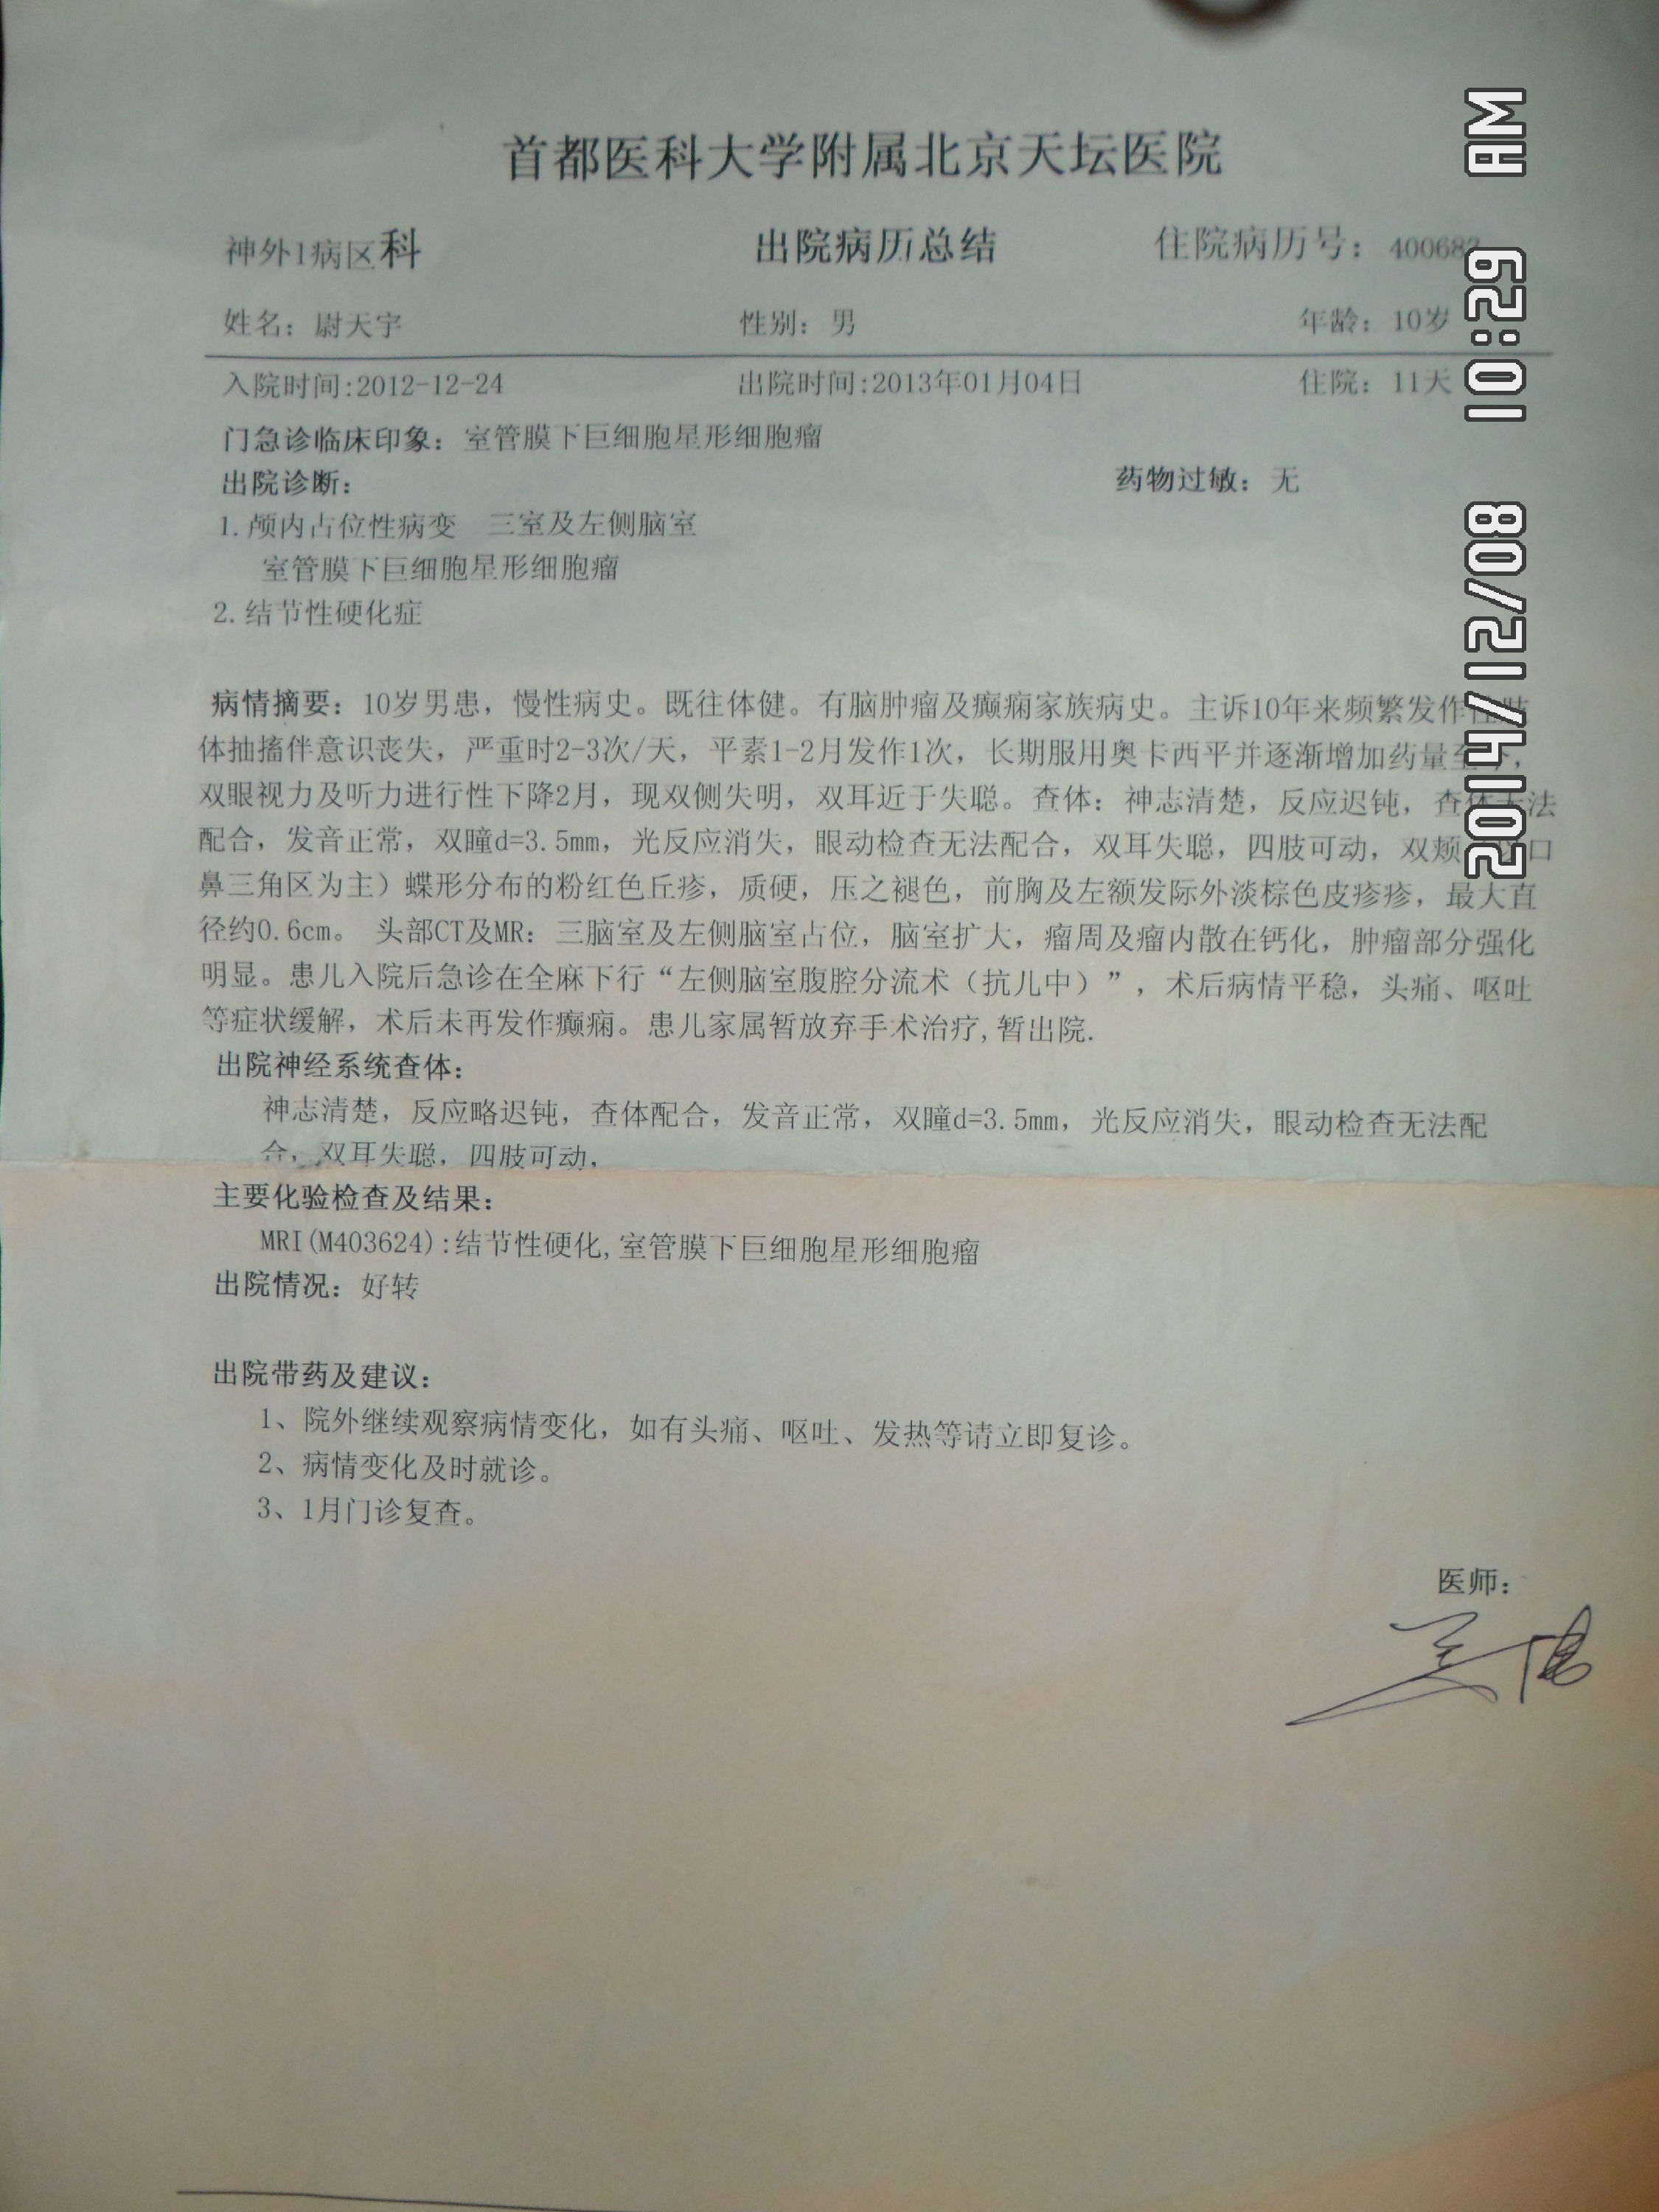 首都医科大学附属北京天坛医院
神外1病区科 出院病历总结 住院病历号：400682
姓名：尉天宇 性别：男 年龄：10岁
入院时间:2012-12-24 出院时间:2013年01月04日 住院：11天
门急诊临床印象：室管膜下巨细胞星形细胞瘤
出院诊断： 药物过敏：无
1.颅内占位性病变 三室及左侧脑室
室管膜下巨细胞星形细胞瘤
2.结节性硬化症
病情摘要：10岁男患，慢性病史。既往体健。有脑肿瘤及癫痫家族病史。主诉10年来频繁发作性肢
体抽搐伴意识丧失，严重时2-3次/天，平素1-2月发作1次，长期服用奥卡西平并逐渐增加药量至今，
双眼视力及听力进行性下降2月，现双侧失明，双耳近于失聪。查体：神志清楚，反应迟钝，查体无法
配合，发音正常，双瞳d=3.5mm，光反应消失，眼动检查无法配合，双耳失聪，四肢可动，双颊 口
鼻三角区为主）蝶形分布的粉红色丘疹，质硬，压之褪色，前胸及左额发际外淡棕色皮疹疹，最大直
径约0.6cm。 头部CT及MR：三脑室及左侧脑室占位，脑室扩大，瘤周及瘤内散在钙化，肿瘤部分强化
明显。患儿入院后急诊在全麻下行“左侧脑室腹腔分流术（抗儿中）”，术后病情平稳，头痛、呕吐
等症状缓解，术后未再发作癫痫。患儿家属暂放弃手术治疗,暂出院.
出院神经系统查体：
神志清楚，反应略迟钝，查体配合，发音正常，双瞳d=3.5mm，光反应消失，眼动检查无法配
合，双耳失聪，四肢可动，
主要化验检查及结果：
MRI(M403624):结节性硬化,室管膜下巨细胞星形细胞瘤
出院情况：好转
出院带药及建议：
1、院外继续观察病情变化，如有头痛、呕吐、发热等请立即复诊。
2、病情变化及时就诊。
3、1月门诊复查。
医师：
2014/12/08 10:29 AM